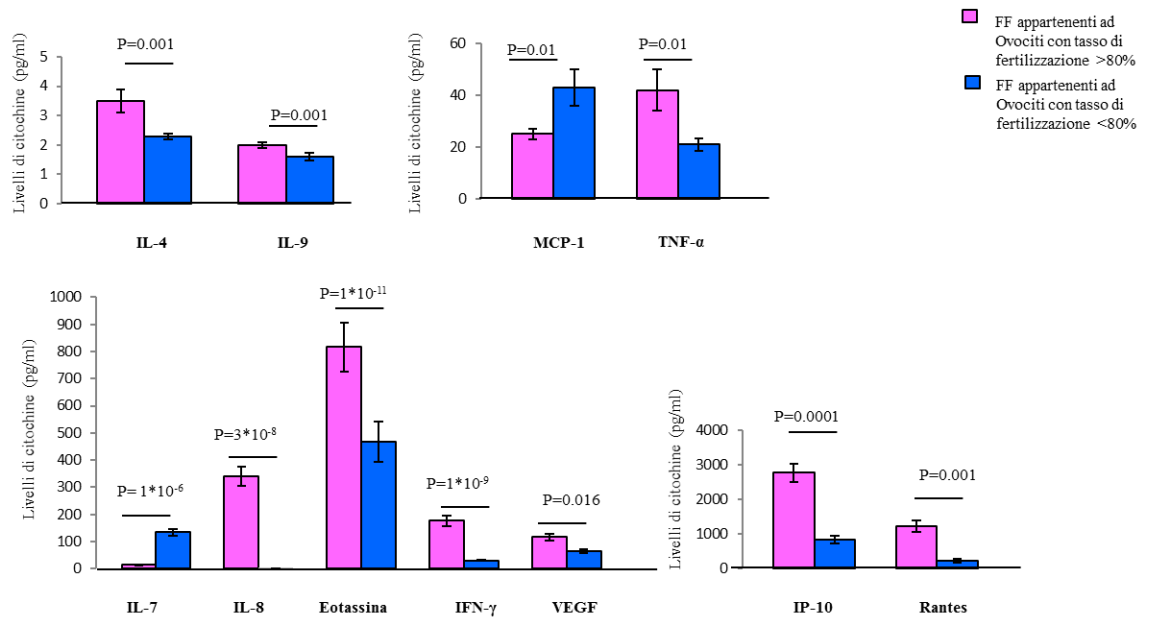 FF appartenenti ad
Ovociti con tasso di
fertilizzazione >80%
FF appartenenti ad
Ovociti con tasso di
fertilizzazione <80%
Livelli di citochine (pg/ml)
5
4
3
2
1
0
P=0.001
P=0.001
IL-4
IL-9
Livelli di citochine (pg/ml)
60
40
20
0
P=0.01
P=0.01
MCP-1
TNF-α
Livelli di citochine (pg/ml)
1000
900
800
700
600
500
400
300
200
100
0
P= 1*10-6
P=3*10-8
P=1*10-11
P=1*10-9
P=0.016
IL-7
IL-8
Eotassina
IFN-γ
VEGF
Livelli di citochine (pg/ml)
4000
3000
2000
1000
0
P=0.0001
P=0.001
IP-10
Rantes